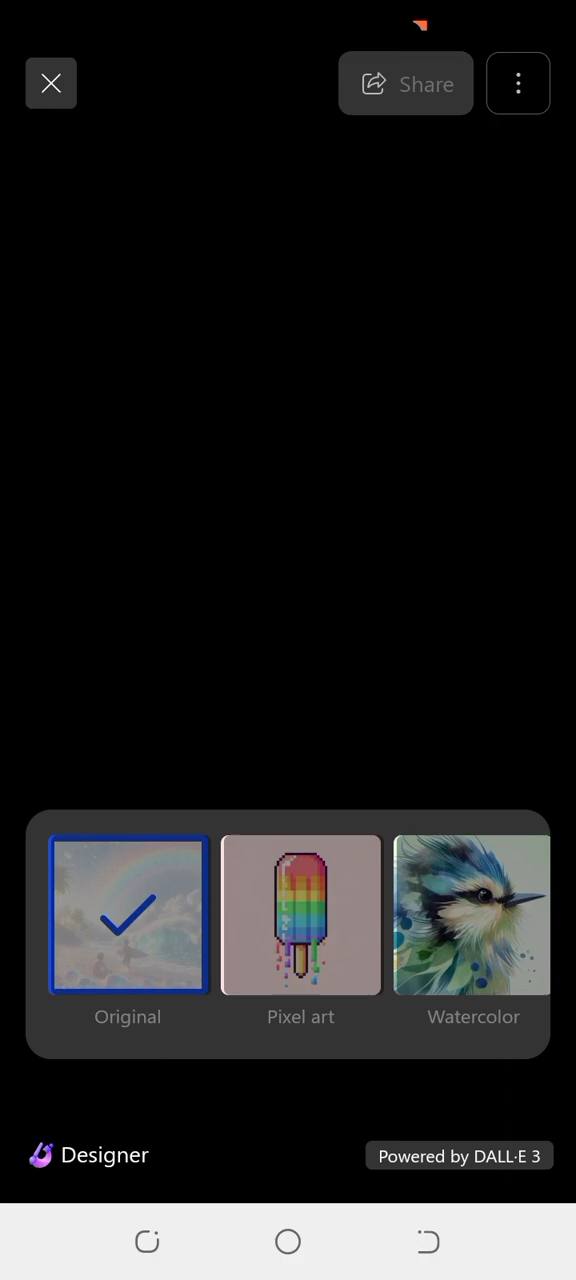 Share
Original
Pixel art
Watercolor
Designer
Powered by DALL·E 3